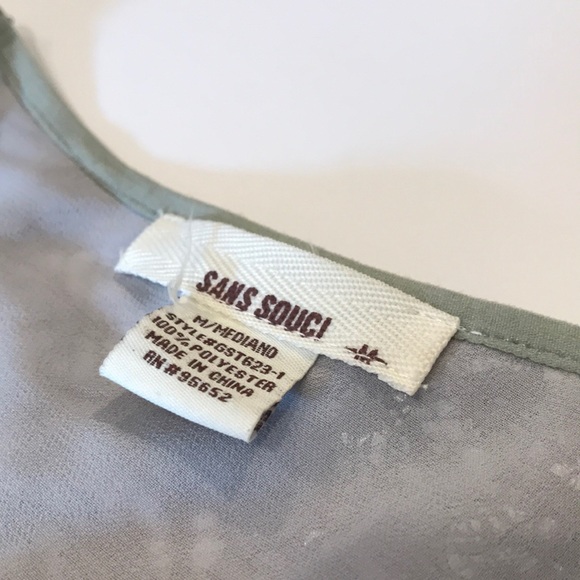 SANS SOUCI
M
M/MEDIANO
STYLE#GST623-1
100% POLYESTER
MADE IN CHINA
RN#95652